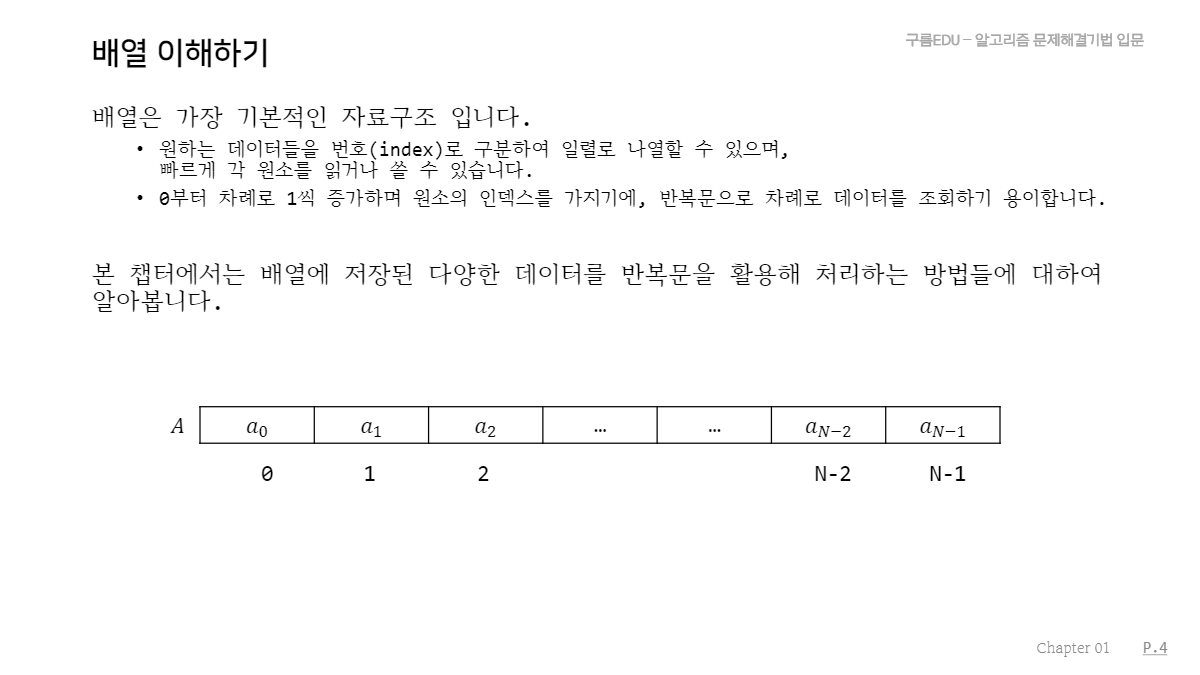 배열 이해하기
구름EDU – 알고리즘 문제해결기법 입문
배열은 가장 기본적인 자료구조 입니다.
• 원하는 데이터들을 번호(index)로 구분하여 일렬로 나열할 수 있으며,
빠르게 각 원소를 읽거나 쓸 수 있습니다.
• 0부터 차례로 1씩 증가하며 원소의 인덱스를 가지기에, 반복문으로 차례로 데이터를 조회하기 용이합니다.
본 챕터에서는 배열에 저장된 다양한 데이터를 반복문을 활용해 처리하는 방법들에 대하여
알아봅니다.
A a₀ a₁ a₂ … … a_{N−2} a_{N−1}
0 1 2 N-2 N-1
Chapter 01 P.4